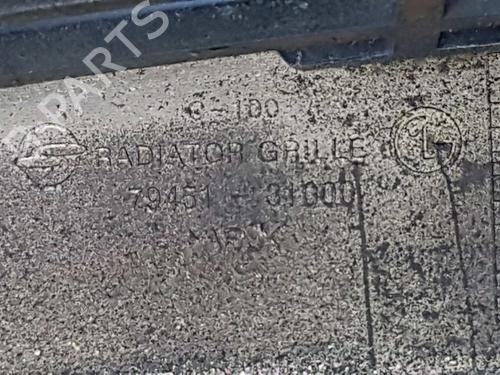 PARTS
C-100
RADIATOR GRILLE L
79451-31000